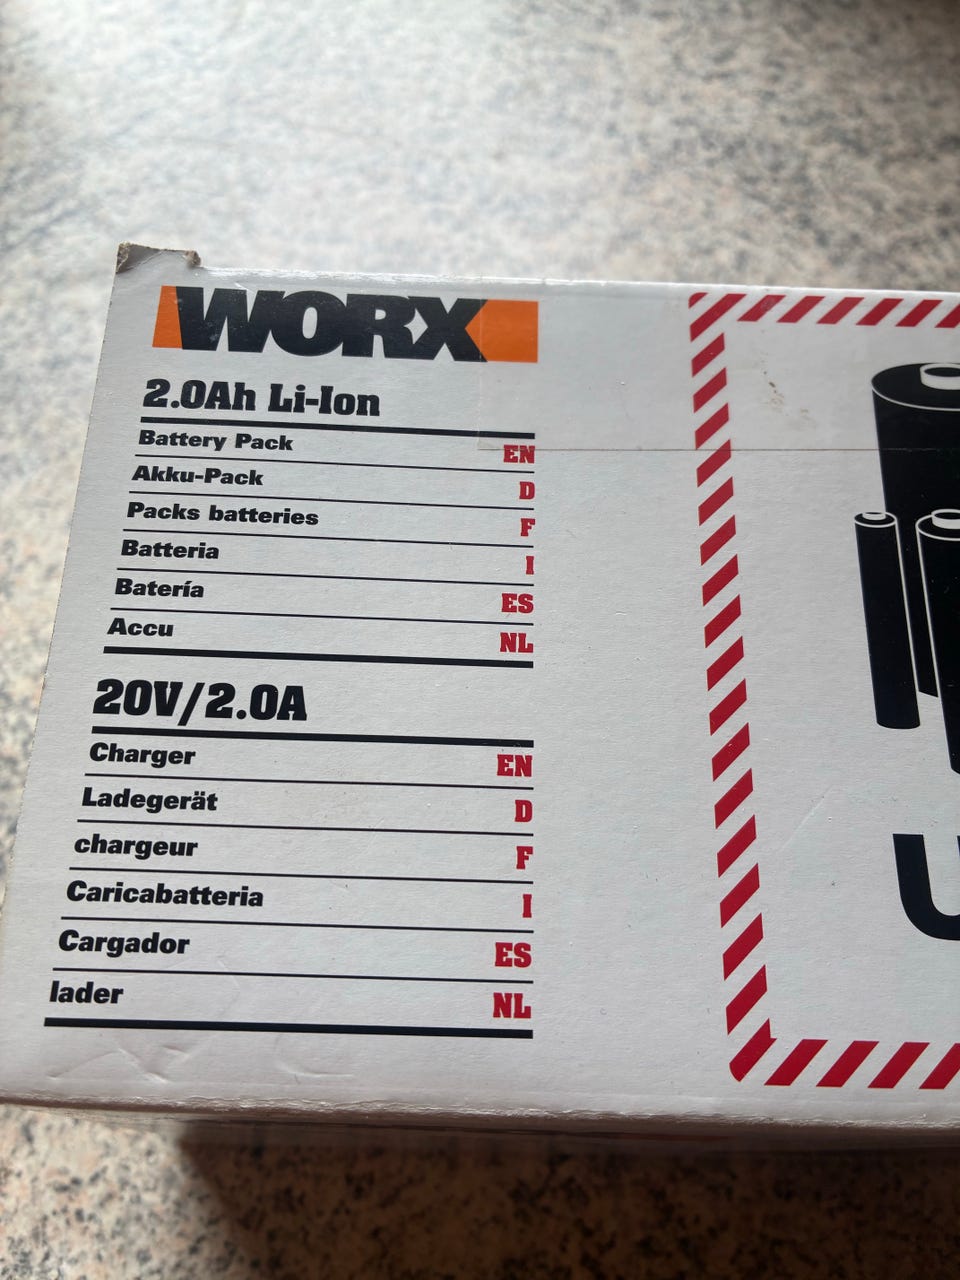 WORX
2.0Ah Li-Ion
Battery Pack EN
Akku-Pack D
Packs batteries F
Batteria I
Batería ES
Accu NL
20V/2.0A
Charger EN
Ladegerät D
chargeur F
Caricabatteria I
Cargador ES
lader NL